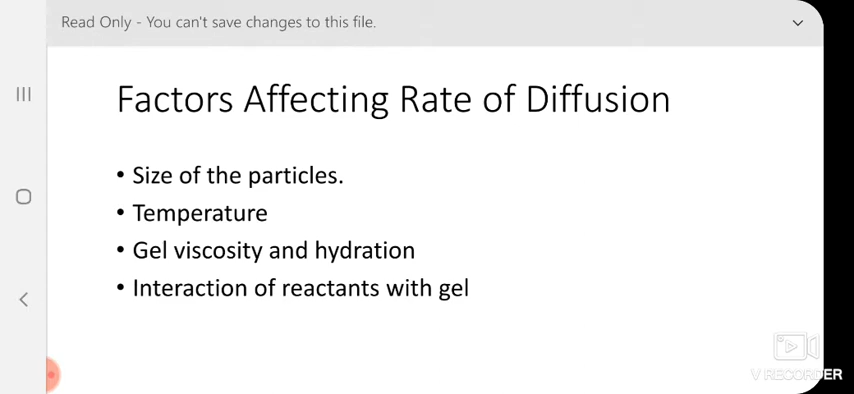 Read Only - You can't save changes to this file.
Factors Affecting Rate of Diffusion
• Size of the particles.
• Temperature
• Gel viscosity and hydration
• Interaction of reactants with gel
V RECORDER